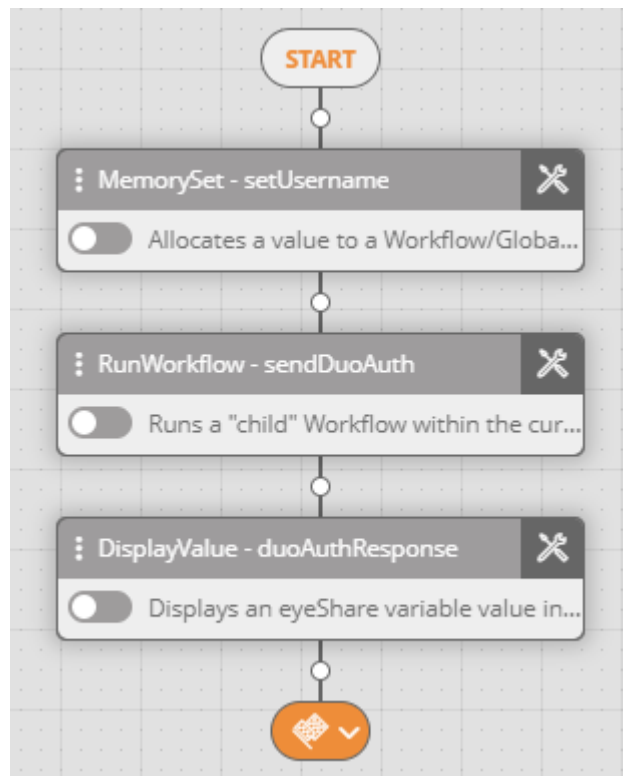 START
MemorySet - setUsername
Allocates a value to a Workflow/Globa...
RunWorkflow - sendDuoAuth
Runs a "child" Workflow within the cur...
DisplayValue - duoAuthResponse
Displays an eyeShare variable value in...